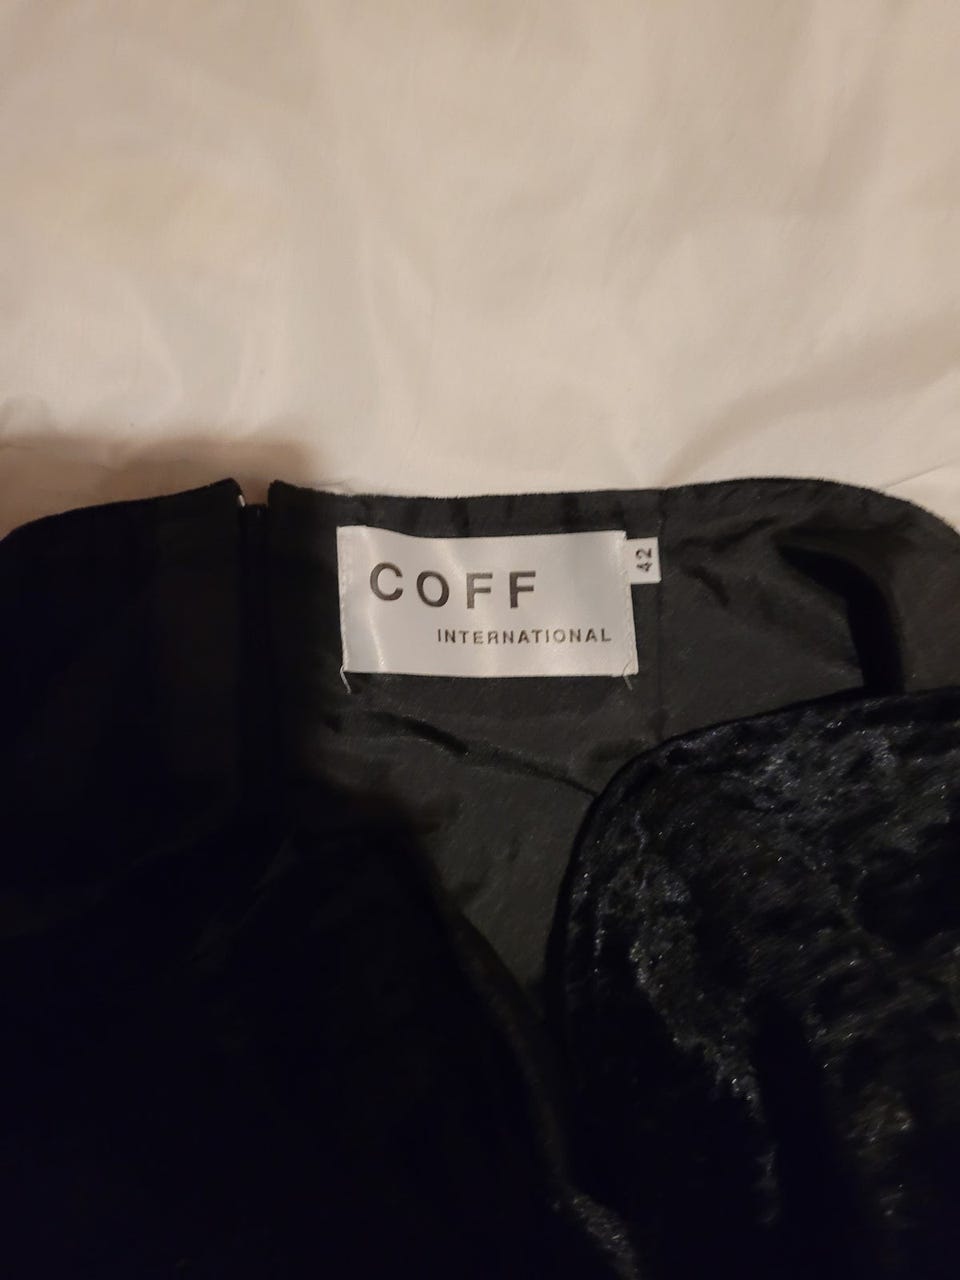 COFF
INTERNATIONAL
42